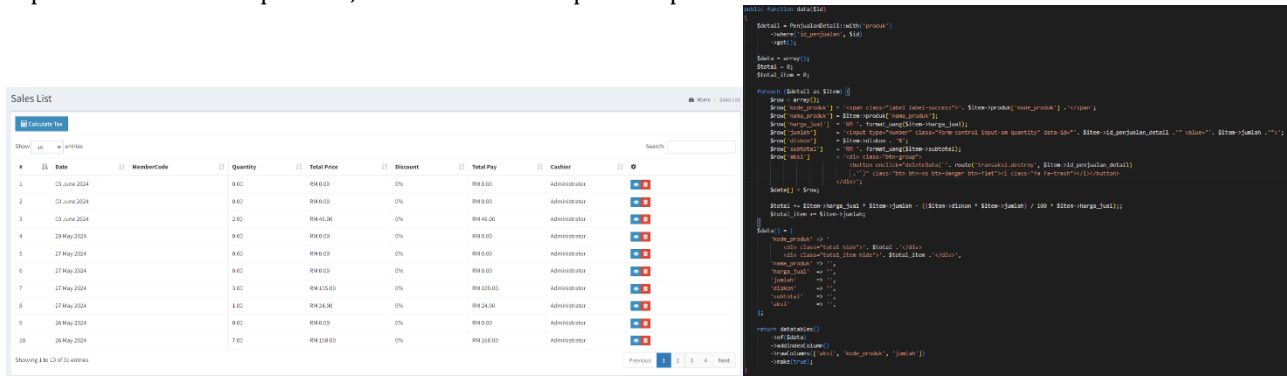 Sales List
Home > Sales List
Calculate Tax
Show 10 entries
Search:
# Date MemberCode Quantity Total Price Discount Total Pay Cashier
1 03 June 2024 0.00 RM 0.00 0% RM 0.00 Administrator
2 03 June 2024 0.00 RM 0.00 0% RM 0.00 Administrator
3 03 June 2024 2.00 RM 45.00 0% RM 45.00 Administrator
4 29 May 2024 0.00 RM 0.00 0% RM 0.00 Administrator
5 27 May 2024 0.00 RM 0.00 0% RM 0.00 Administrator
6 27 May 2024 0.00 RM 0.00 0% RM 0.00 Administrator
7 27 May 2024 3.00 RM 105.00 0% RM 105.00 Administrator
8 27 May 2024 1.00 RM 24.00 0% RM 24.00 Administrator
9 26 May 2024 0.00 RM 0.00 0% RM 0.00 Administrator
10 26 May 2024 7.00 RM 168.00 0% RM 168.00 Administrator
Showing 1 to 10 of 31 entries
Previous 1 2 3 4 Next
public function data($id)
{
$detail = PenjualanDetail::with('produk')
->where('id_penjualan', $id)
->get();
$data = array();
$total = 0;
$total_item = 0;
foreach ($detail as $item) {
$row = array();
$row['kode_produk'] = '<span class="label label-success">'. $item->produk['kode_produk'] .'</span';
$row['nama_produk'] = $item->produk['nama_produk'];
$row['harga_jual'] = 'RM '. format_uang($item->harga_jual);
$row['jumlah'] = '<input type="number" class="form-control input-sm quantity" data-id="'. $item->id_penjualan_detail .'" value="'. $item->jumlah .'">';
$row['diskon'] = $item->diskon . '%';
$row['subtotal'] = 'RM '. format_uang($item->subtotal);
$row['aksi'] = '<div class="btn-group">
<button onclick="deleteData(`'. route('transaksi.destroy', $item->id_penjualan_detail)
.'`)" class="btn btn-xs btn-danger btn-flat"><i class="fa fa-trash"></i></button>
</div>';
$data[] = $row;
$total += $item->harga_jual * $item->jumlah - (($item->diskon * $item->jumlah) / 100 * $item->harga_jual);;
$total_item += $item->jumlah;
}
$data[] = [
'kode_produk' => '
<div class="total hide">'. $total .'</div>
<div class="total_item hide">'. $total_item .'</div>',
'nama_produk' => '',
'harga_jual' => '',
'jumlah' => '',
'diskon' => '',
'subtotal' => '',
'aksi' => '',
];
return datatables()
->of($data)
->addIndexColumn()
->rawColumns(['aksi', 'kode_produk', 'jumlah'])
->make(true);
}